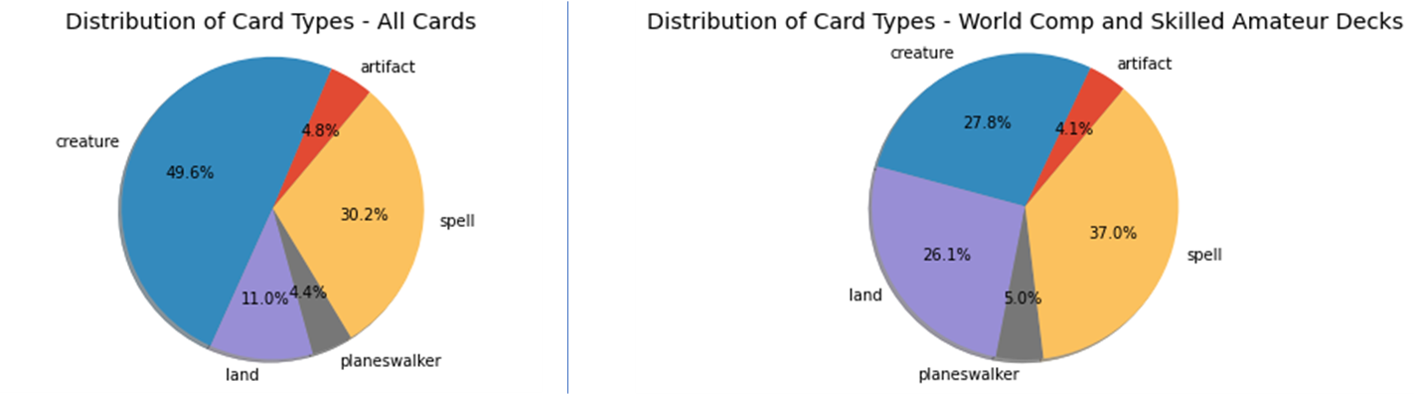 Distribution of Card Types - All Cards
artifact
creature
4.8%
49.6%
30.2%
spell
11.0%
4.4%
planeswalker
land
Distribution of Card Types - World Comp and Skilled Amateur Decks
creature
artifact
27.8%
4.1%
37.0%
26.1%
spell
land
5.0%
planeswalker